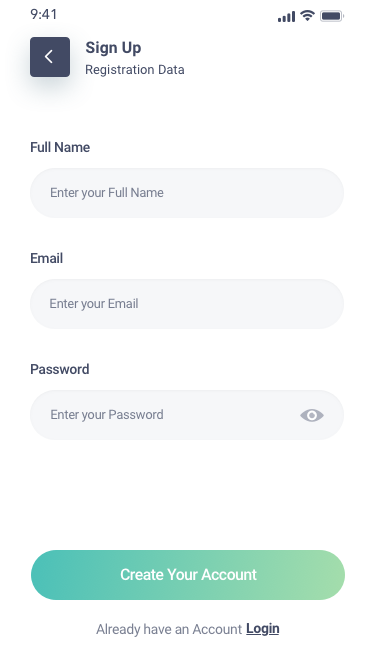 9:41
Sign Up
Registration Data
Full Name
Enter your Full Name
Email
Enter your Email
Password
Enter your Password
Create Your Account
Already have an Account Login